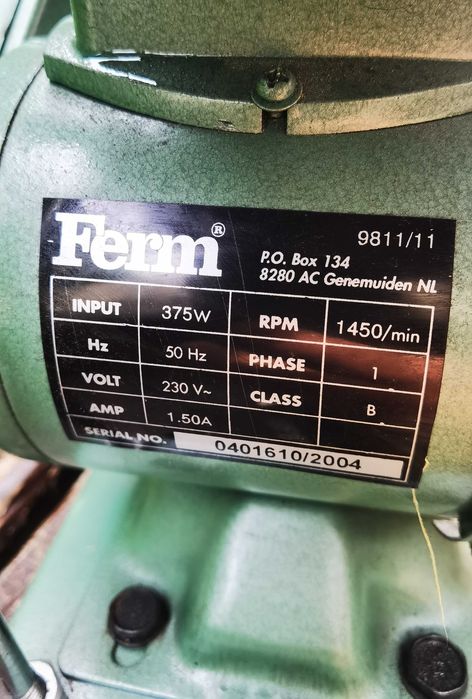 Ferm® 9811/11
P.O. Box 134
8280 AC Genemuiden NL
INPUT 375W RPM 1450/min
Hz 50 Hz PHASE 1
VOLT 230 V~ CLASS B
AMP 1.50A
SERIAL NO. 0401610/2004